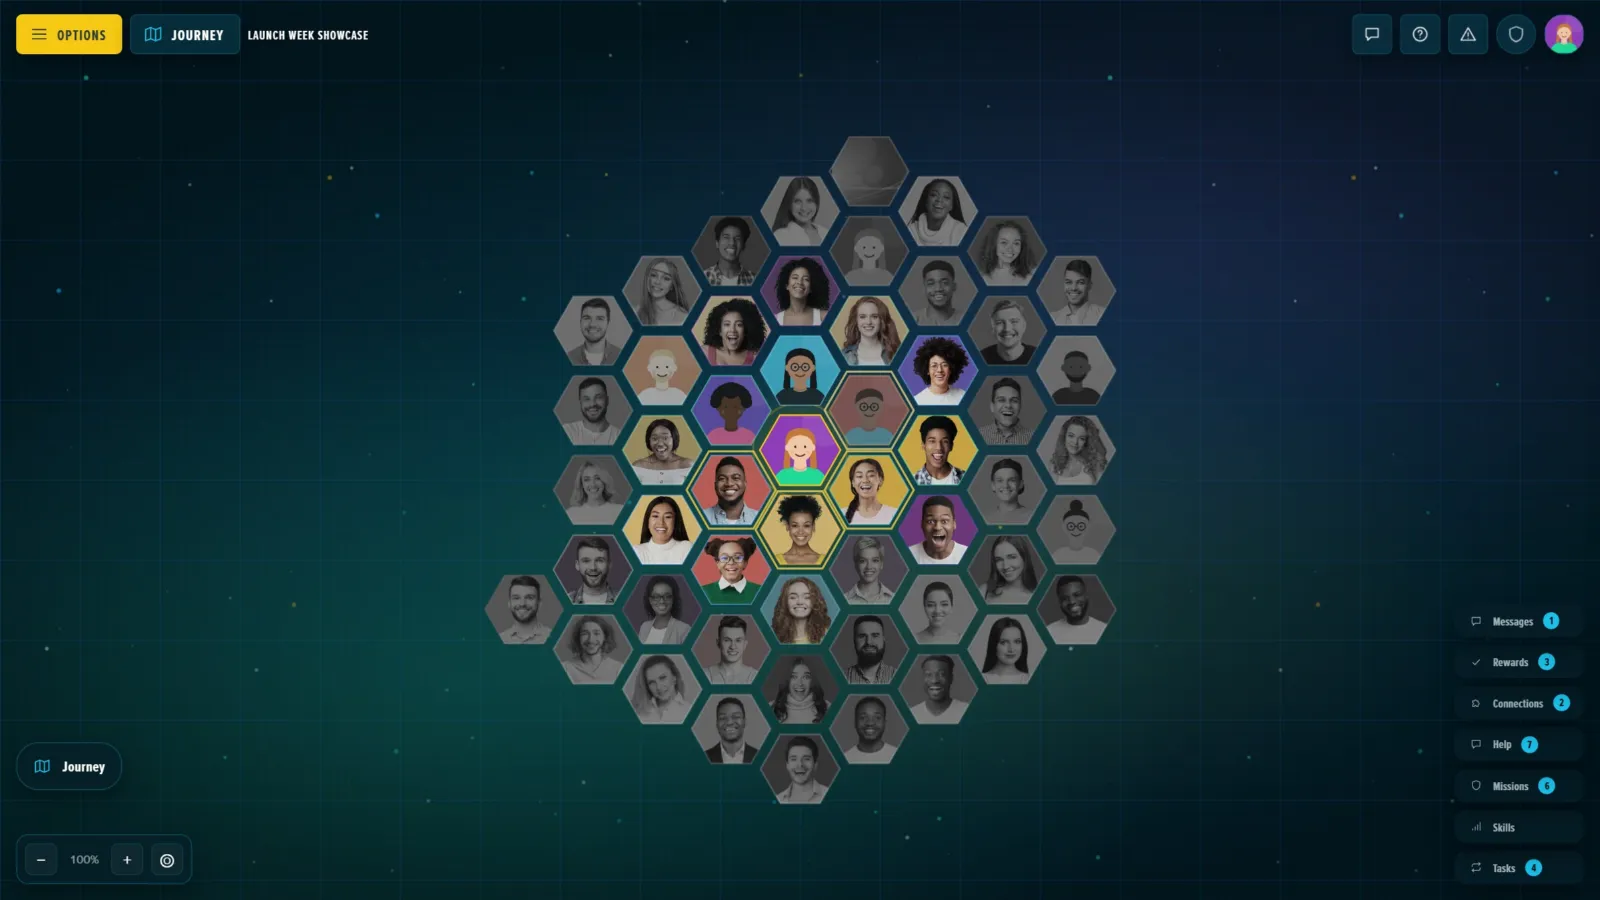 OPTIONS
JOURNEY
LAUNCH WEEK SHOWCASE
Messages 1
Rewards 3
Connections 2
Help 7
Missions 6
Skills
Tasks 4
Journey
− 100% +